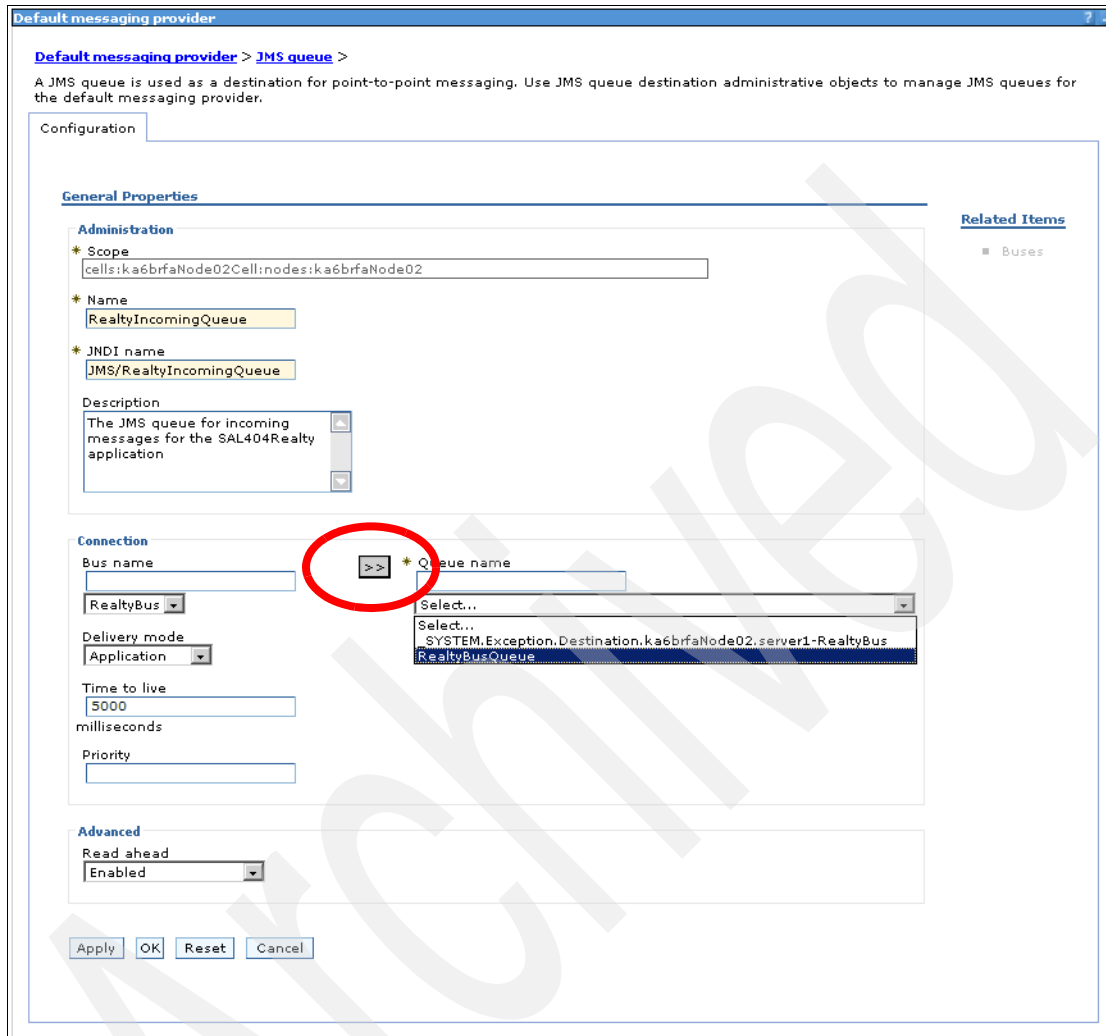 Default messaging provider ? -
Default messaging provider > JMS queue >
A JMS queue is used as a destination for point-to-point messaging. Use JMS queue destination administrative objects to manage JMS queues for
the default messaging provider.
Configuration
General Properties
Related Items
Buses
Administration
* Scope
cells:ka6brfaNode02Cell:nodes:ka6brfaNode02
* Name
RealtyIncomingQueue
* JNDI name
JMS/RealtyIncomingQueue
Description
The JMS queue for incoming
messages for the SAL404Realty
application
Connection
Bus name >> * Queue name
RealtyBus Select...
Select...
_SYSTEM.Exception.Destination.ka6brfaNode02.server1-RealtyBus
RealtyBusQueue
Delivery mode
Application
Time to live
5000
milliseconds
Priority
Advanced
Read ahead
Enabled
Apply OK Reset Cancel
Archived